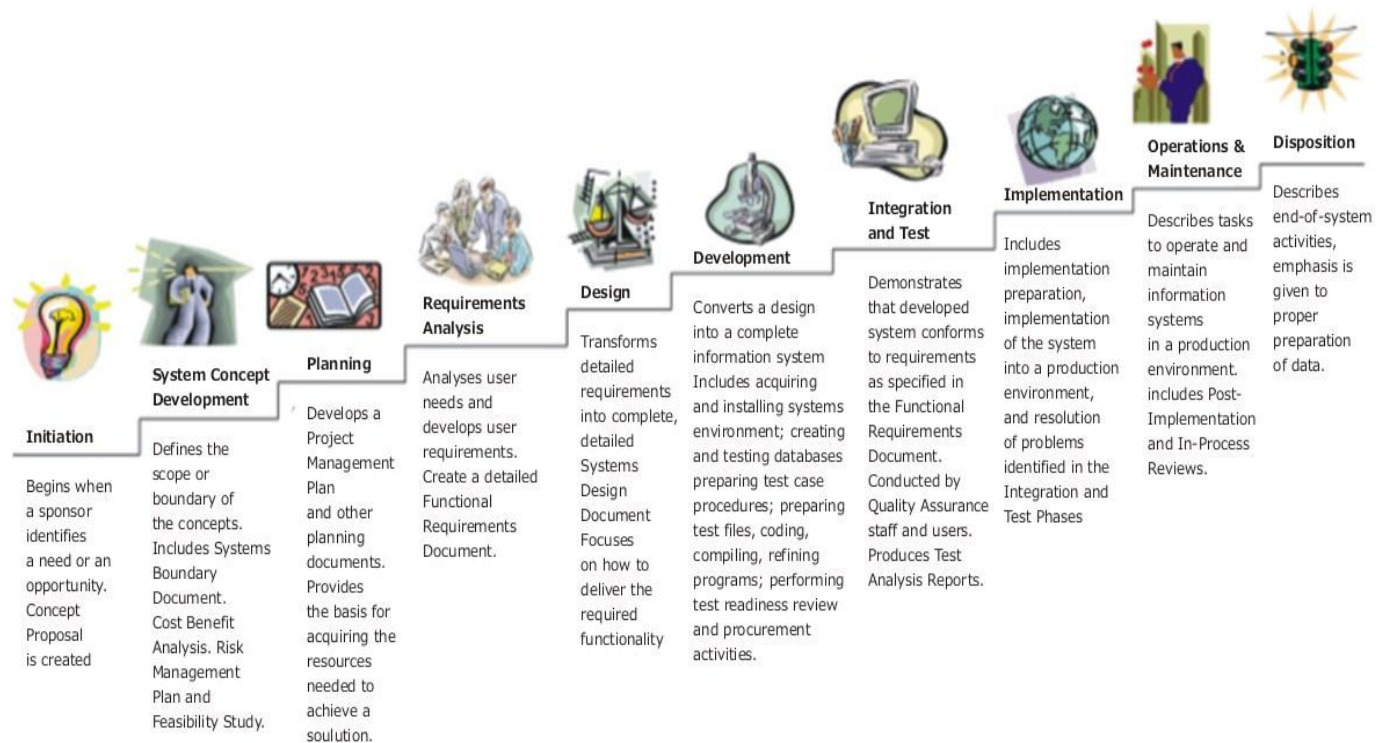 Initiation
Begins when
a sponsor
identifies
a need or an
opportunity.
Concept
Proposal
is created
System Concept
Development
Defines the
scope or
boundary of
the concepts.
Includes Systems
Boundary
Document.
Cost Benefit
Analysis. Risk
Management
Plan and
Feasibility Study.
Planning
Develops a
Project
Management
Plan
and other
planning
documents.
Provides
the basis for
acquiring the
resources
needed to
achieve a
soulution.
Requirements
Analysis
Analyses user
needs and
develops user
requirements.
Create a detailed
Functional
Requirements
Document.
Design
Transforms
detailed
requirements
into complete,
detailed
Systems
Design
Document
Focuses
on how to
deliver the
required
functionality
Development
Converts a design
into a complete
information system
Includes acquiring
and installing systems
environment; creating
and testing databases
preparing test case
procedures; preparing
test files, coding,
compiling, refining
programs; performing
test readiness review
and procurement
activities.
Integration
and Test
Demonstrates
that developed
system conforms
to requirements
as specified in
the Functional
Requirements
Document.
Conducted by
Quality Assurance
staff and users.
Produces Test
Analysis Reports.
Implementation
Includes
implementation
preparation,
implementation
of the system
into a production
environment,
and resolution
of problems
identified in the
Integration and
Test Phases
Operations &
Maintenance
Describes tasks
to operate and
maintain
information
systems
in a production
environment.
includes Post-
Implementation
and In-Process
Reviews.
Disposition
Describes
end-of-system
activities,
emphasis is
given to
proper
preparation
of data.